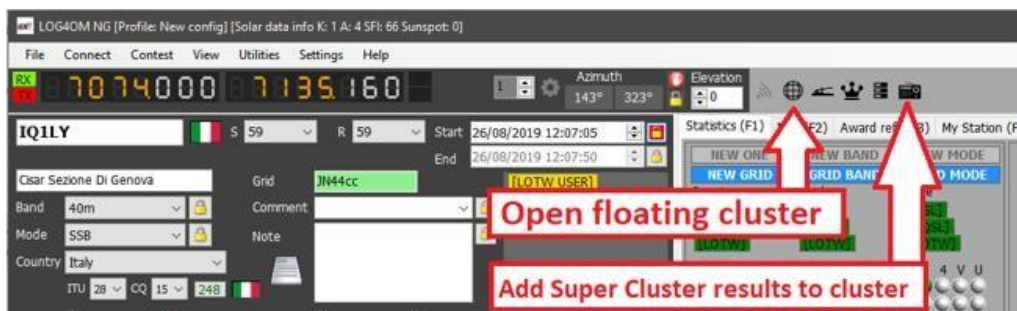 LOG4OM NG [Profile: New config] [Solar data info K: 1 A: 4 SFI: 66 Sunspot: 0]
File Connect Contest View Utilities Settings Help
RX 7074000 7135160 1 Azimuth Elevation
TX 143° 323° 0
IQ1LY S 59 R 59 Start 26/08/2019 12:07:05 Statistics (F1) F2) Award re 3) My Station (F
End 26/08/2019 12:07:50 NEW ONE NEW BAND W MODE
Cisar Sezione Di Genova Grid JN44cc [LOTW USER] NEW GRID GRID BAND D MODE
Band 40m Comment Open floating cluster
Mode SSB Note [LOTW] [LOTW]
Country Italy 4 V U
ITU 28 CQ 15 248 Add Super Cluster results to cluster